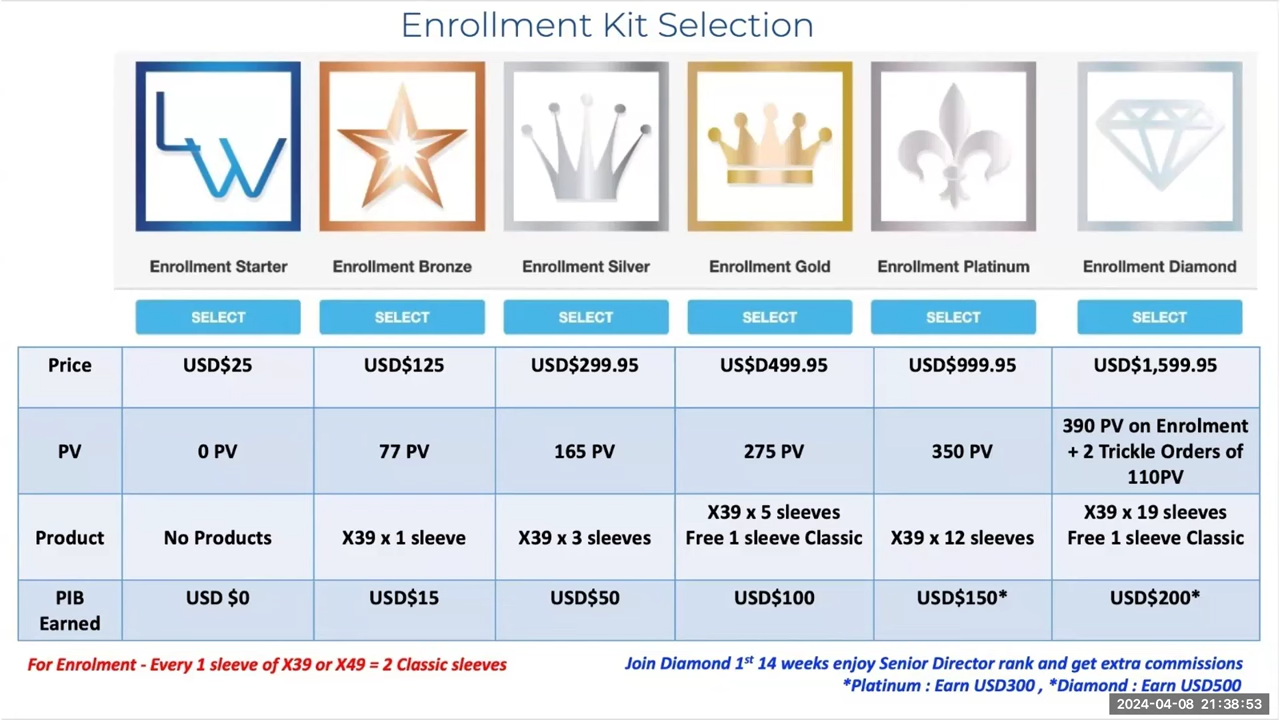 Enrollment Kit Selection
LW
Enrollment Starter
Enrollment Bronze
Enrollment Silver
Enrollment Gold
Enrollment Platinum
Enrollment Diamond
SELECT
SELECT
SELECT
SELECT
SELECT
SELECT
Price
USD$25
USD$125
USD$299.95
US$D499.95
USD$999.95
USD$1,599.95
PV
0 PV
77 PV
165 PV
275 PV
350 PV
390 PV on Enrolment
+ 2 Trickle Orders of
110PV
Product
No Products
X39 x 1 sleeve
X39 x 3 sleeves
X39 x 5 sleeves
Free 1 sleeve Classic
X39 x 12 sleeves
X39 x 19 sleeves
Free 1 sleeve Classic
PIB
Earned
USD $0
USD$15
USD$50
USD$100
USD$150*
USD$200*
For Enrolment - Every 1 sleeve of X39 or X49 = 2 Classic sleeves
Join Diamond 1st 14 weeks enjoy Senior Director rank and get extra commissions
*Platinum : Earn USD300 , *Diamond : Earn USD500
2024-04-08 21:38:53